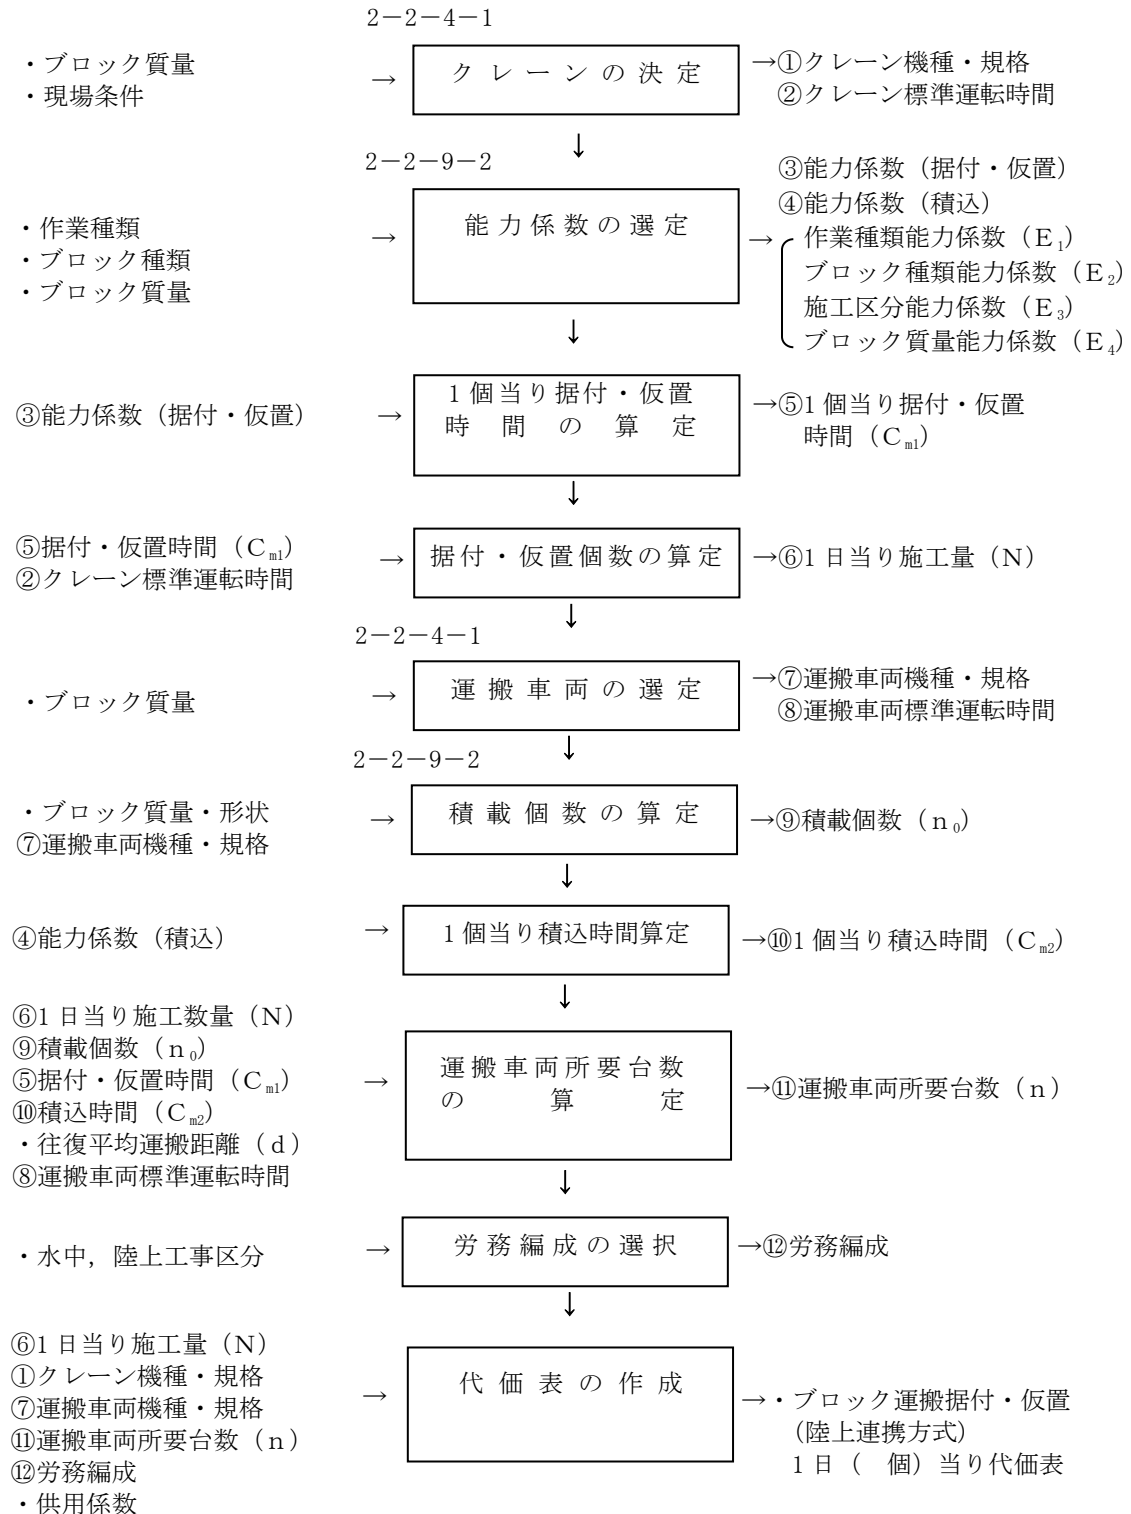 2－2－4－1
・ブロック質量
・現場条件
→
クレーンの決定
→①クレーン機種・規格
②クレーン標準運転時間
↓
2－2－9－2
・作業種類
・ブロック種類
・ブロック質量
→
能力係数の選定
→
③能力係数（据付・仮置）
④能力係数（積込）
作業種類能力係数（E₁）
ブロック種類能力係数（E₂）
施工区分能力係数（E₃）
ブロック質量能力係数（E₄）
↓
③能力係数（据付・仮置）
→
1個当り据付・仮置
時間の算定
→⑤1個当り据付・仮置
時間（Cm1）
↓
⑤据付・仮置時間（Cm1）
②クレーン標準運転時間
→
据付・仮置個数の算定
→⑥1日当り施工量（N）
↓
2－2－4－1
・ブロック質量
→
運搬車両の選定
→⑦運搬車両機種・規格
⑧運搬車両標準運転時間
↓
2－2－9－2
・ブロック質量・形状
⑦運搬車両機種・規格
→
積載個数の算定
→⑨積載個数（n₀）
↓
④能力係数（積込）
→
1個当り積込時間算定
→⑩1個当り積込時間（Cm2）
↓
⑥1日当り施工数量（N）
⑨積載個数（n₀）
⑤据付・仮置時間（Cm1）
⑩積込時間（Cm2）
・往復平均運搬距離（d）
⑧運搬車両標準運転時間
→
運搬車両所要台数
の算定
→⑪運搬車両所要台数（n）
↓
・水中，陸上工事区分
→
労務編成の選択
→⑫労務編成
↓
⑥1日当り施工量（N）
①クレーン機種・規格
⑦運搬車両機種・規格
⑪運搬車両所要台数（n）
⑫労務編成
・供用係数
→
代価表の作成
→・ブロック運搬据付・仮置
(陸上連携方式)
1日（　個）当り代価表